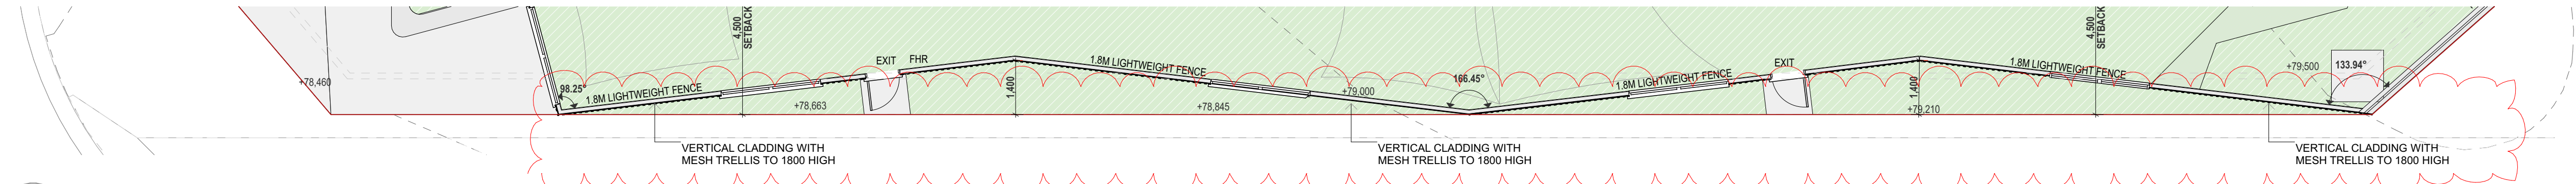 +78,460
98.25°
1.8M LIGHTWEIGHT FENCE
VERTICAL CLADDING WITH
MESH TRELLIS TO 1800 HIGH
4,500
SETBACK
+78,663
EXIT
FHR
1,400
1.8M LIGHTWEIGHT FENCE
+78,845
+79,000
VERTICAL CLADDING WITH
MESH TRELLIS TO 1800 HIGH
166.45°
1.8M LIGHTWEIGHT FENCE
EXIT
1,400
+79,210
1.8M LIGHTWEIGHT FENCE
4,500
SETBACK
+79,500
133.94°
VERTICAL CLADDING WITH
MESH TRELLIS TO 1800 HIGH